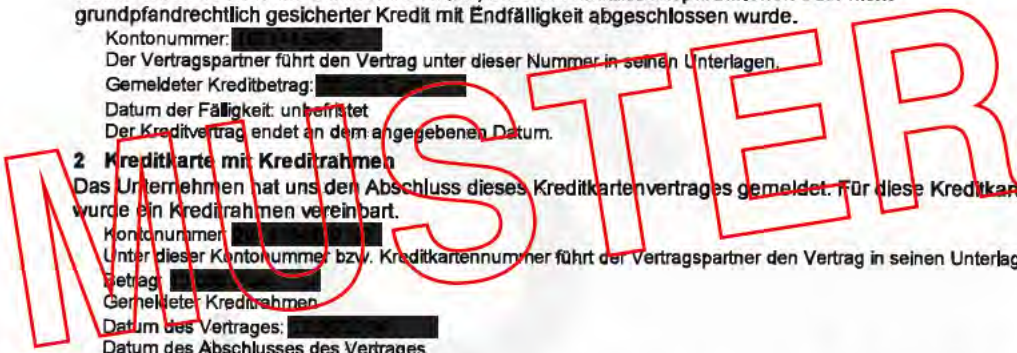 grundpfandrechtlich gesicherter Kredit mit Endfälligkeit abgeschlossen wurde.
Kontonummer:
Der Vertragspartner führt den Vertrag unter dieser Nummer in seinen Unterlagen.
Gemeldeter Kreditbetrag:
Datum der Fälligkeit: unbefristet
Der Kreditvertrag endet an dem angegebenen Datum.
2 Kreditkarte mit Kreditrahmen
Das Unternehmen hat uns den Abschluss dieses Kreditkartenvertrages gemeldet. Für diese Kreditkar
wurde ein Kreditrahmen vereinbart.
Kontonummer:
Unter dieser Kontonummer bzw. Kreditkartennummer führt der Vertragspartner den Vertrag in seinen Unterlag
Betrag:
Gemeldeter Kreditrahmen
Datum des Vertrages:
Datum des Abschlusses des Vertrages
MUSTER